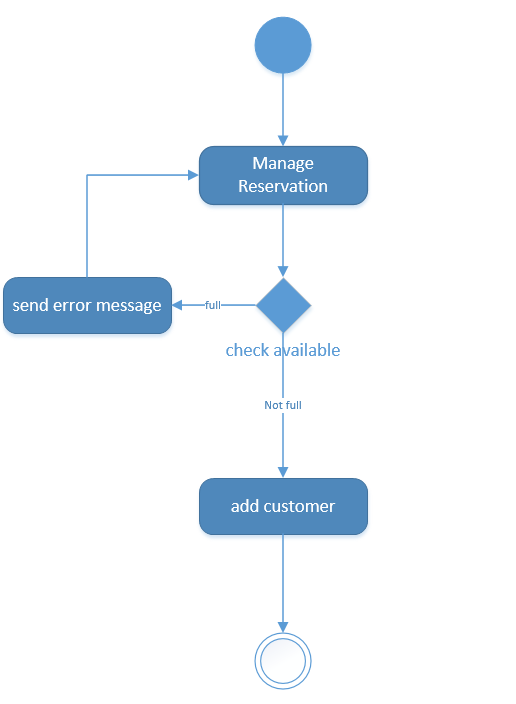 Manage
Reservation
send error message
full
check available
Not full
add customer